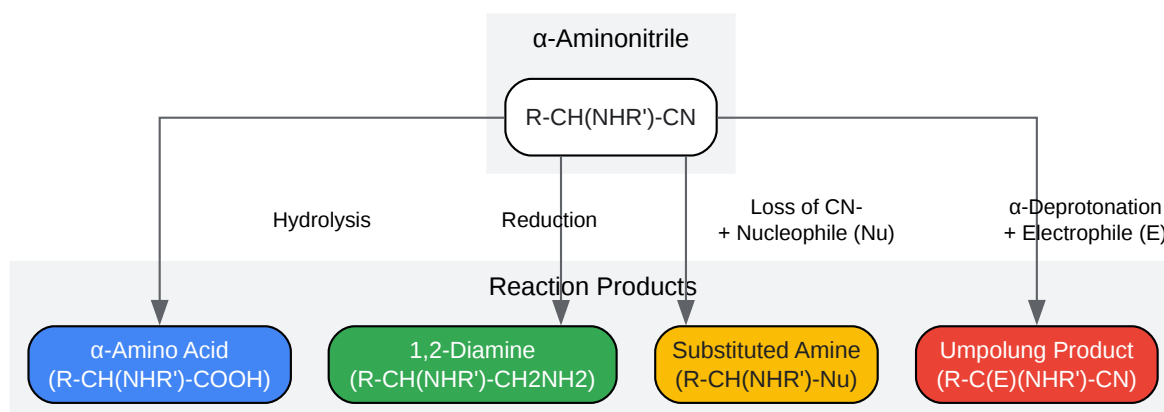 α-Aminonitrile
R-CH(NHR')-CN
Hydrolysis
Reduction
Loss of CN-
+ Nucleophile (Nu)
α-Deprotonation
+ Electrophile (E)
Reaction Products
α-Amino Acid
(R-CH(NHR')-COOH)
1,2-Diamine
(R-CH(NHR')-CH2NH2)
Substituted Amine
(R-CH(NHR')-Nu)
Umpolung Product
(R-C(E)(NHR')-CN)